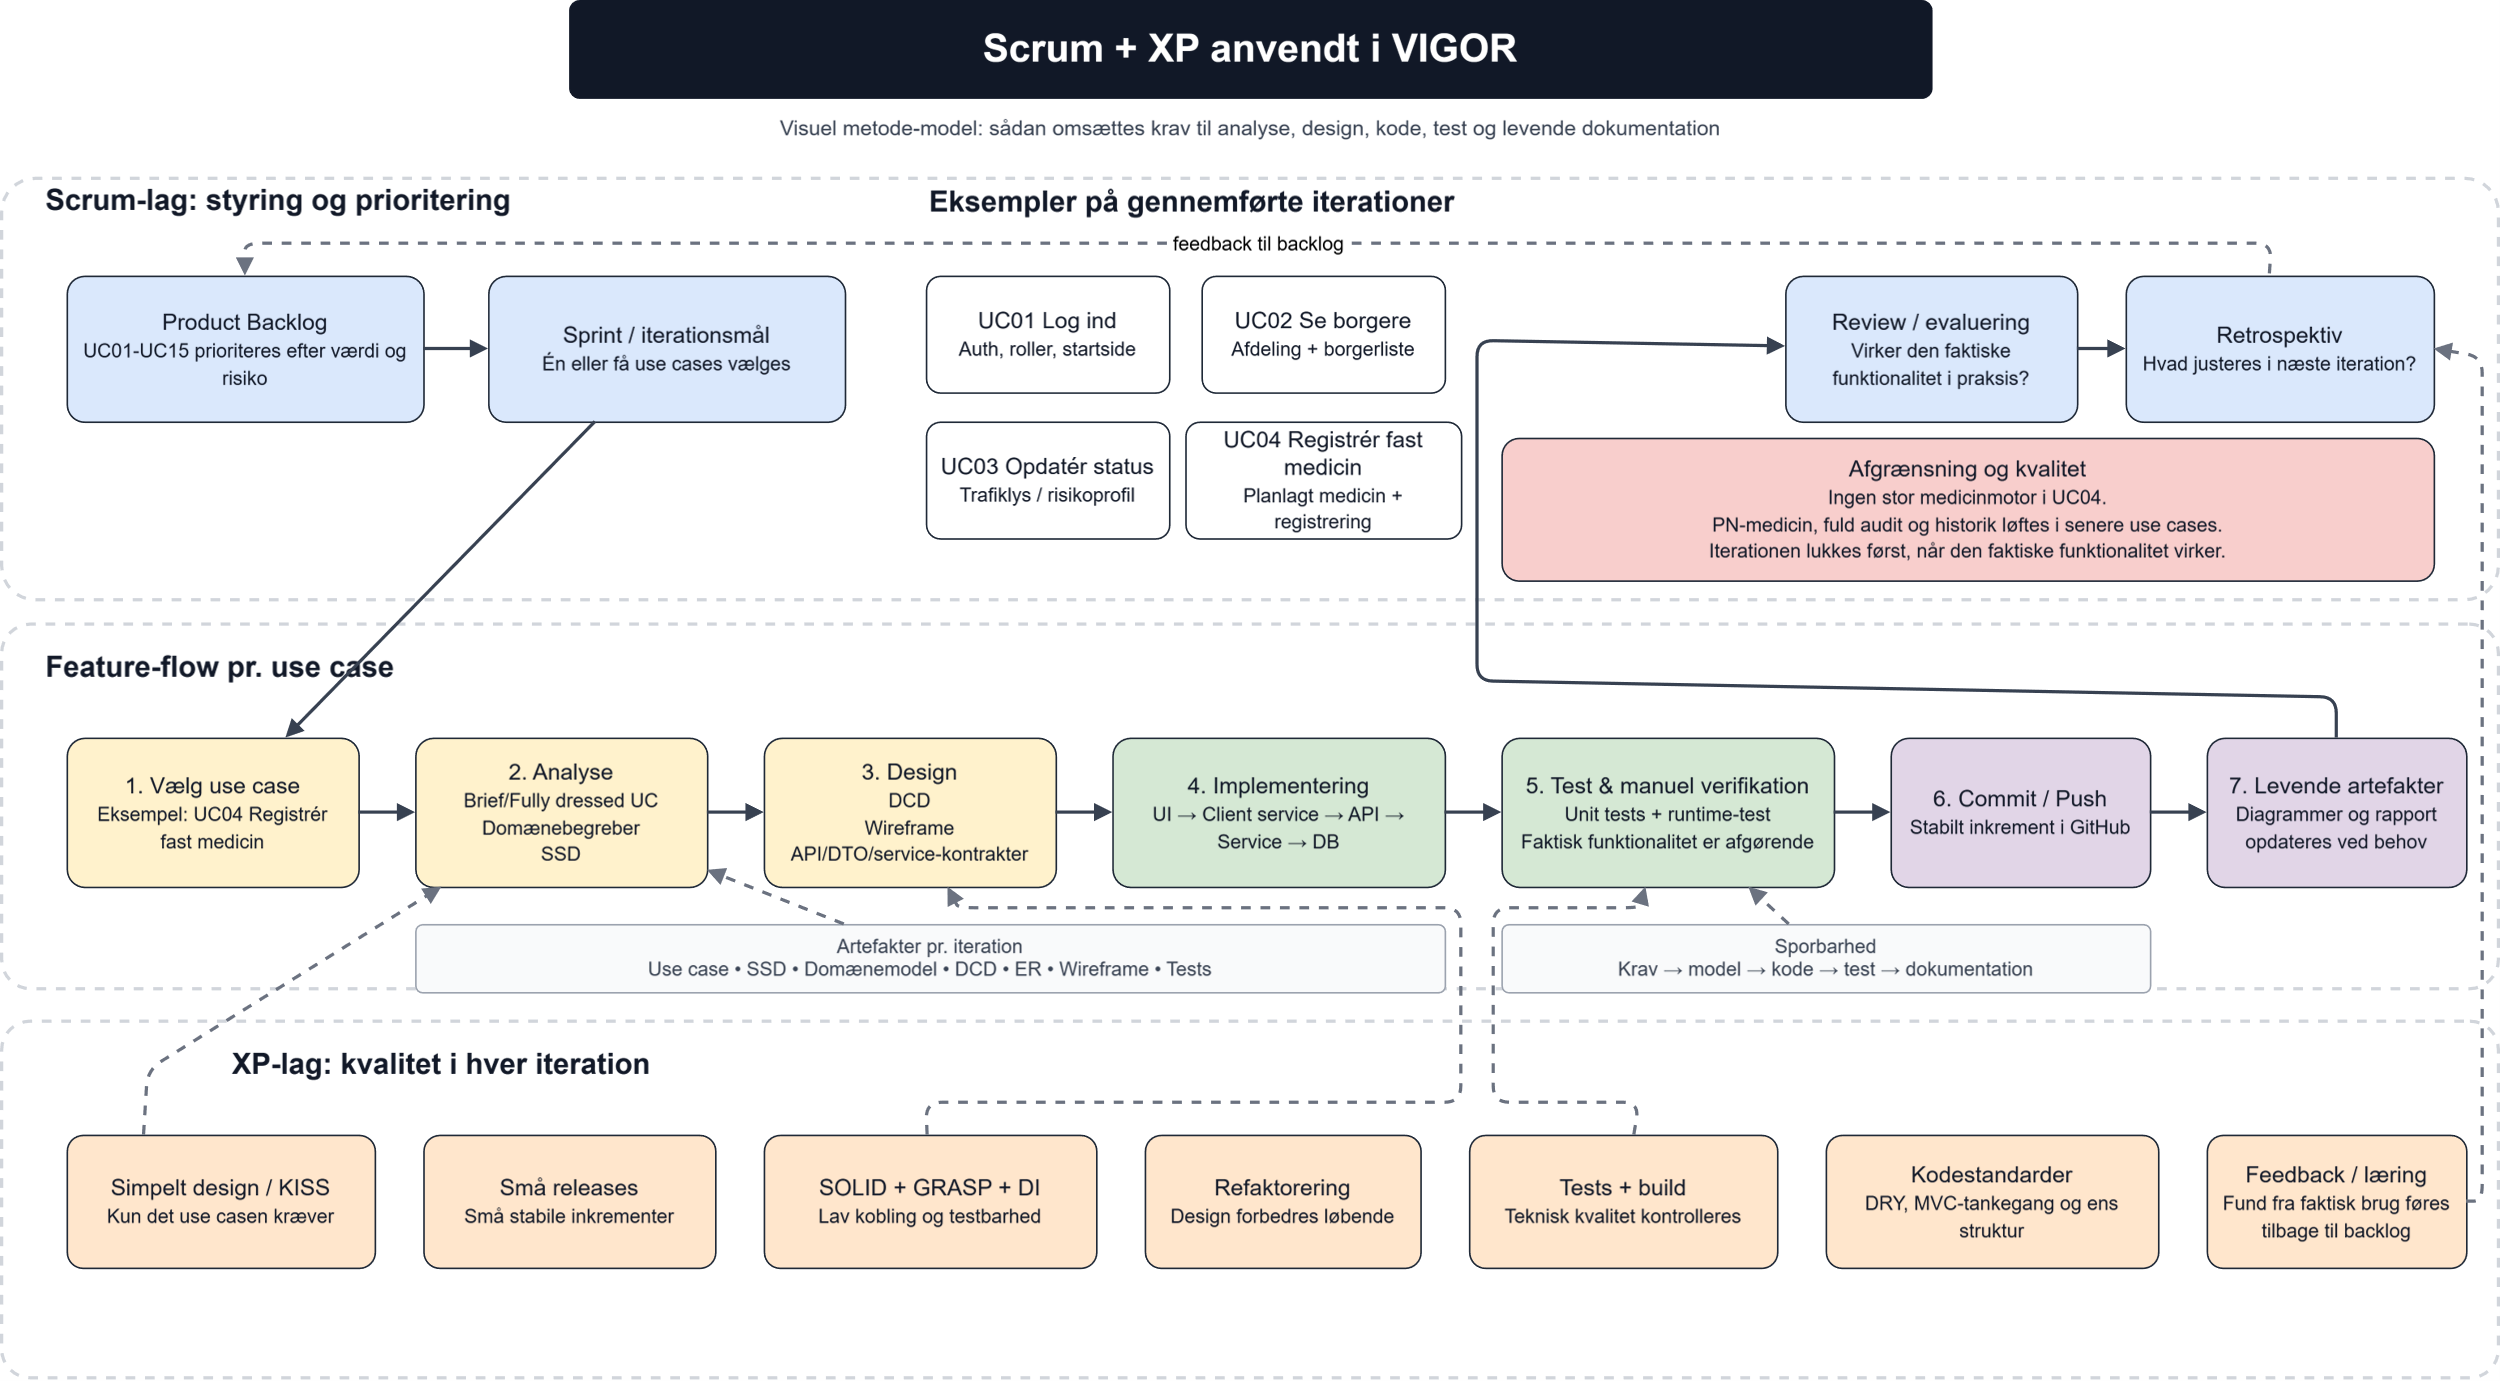 Scrum + XP anvendt i VIGOR
Visuel metode-model: sådan omsættes krav til analyse, design, kode, test og levende dokumentation
Scrum-lag: styring og prioritering
Eksempler på gennemførte iterationer
feedback til backlog
Product Backlog
UC01-UC15 prioriteres efter værdi og
risiko
Sprint / iterationsmål
Én eller få use cases vælges
UC01 Log ind
Auth, roller, startside
UC02 Se borgere
Afdeling + borgerliste
Review / evaluering
Virker den faktiske
funktionalitet i praksis?
Retrospektiv
Hvad justeres i næste iteration?
UC03 Opdatér status
Trafiklys / risikoprofil
UC04 Registrér fast
medicin
Planlagt medicin +
registrering
Afgrænsning og kvalitet
Ingen stor medicinmotor i UC04.
PN-medicin, fuld audit og historik løftes i senere use cases.
Iterationen lukkes først, når den faktiske funktionalitet virker.
Feature-flow pr. use case
1. Vælg use case
Eksempel: UC04 Registrér
fast medicin
2. Analyse
Brief/Fully dressed UC
Domænebegreber
SSD
3. Design
DCD
Wireframe
API/DTO/service-kontrakter
4. Implementering
UI → Client service → API →
Service → DB
5. Test & manuel verifikation
Unit tests + runtime-test
Faktisk funktionalitet er afgørende
6. Commit / Push
Stabilt inkrement i GitHub
7. Levende artefakter
Diagrammer og rapport
opdateres ved behov
Artefakter pr. iteration
Use case • SSD • Domænemodel • DCD • ER • Wireframe • Tests
Sporbarhed
Krav → model → kode → test → dokumentation
XP-lag: kvalitet i hver iteration
Simpelt design / KISS
Kun det use casen kræver
Små releases
Små stabile inkrementer
SOLID + GRASP + DI
Lav kobling og testbarhed
Refaktorering
Design forbedres løbende
Tests + build
Teknisk kvalitet kontrolleres
Kodestandarder
DRY, MVC-tankegang og ens
struktur
Feedback / læring
Fund fra faktisk brug føres
tilbage til backlog